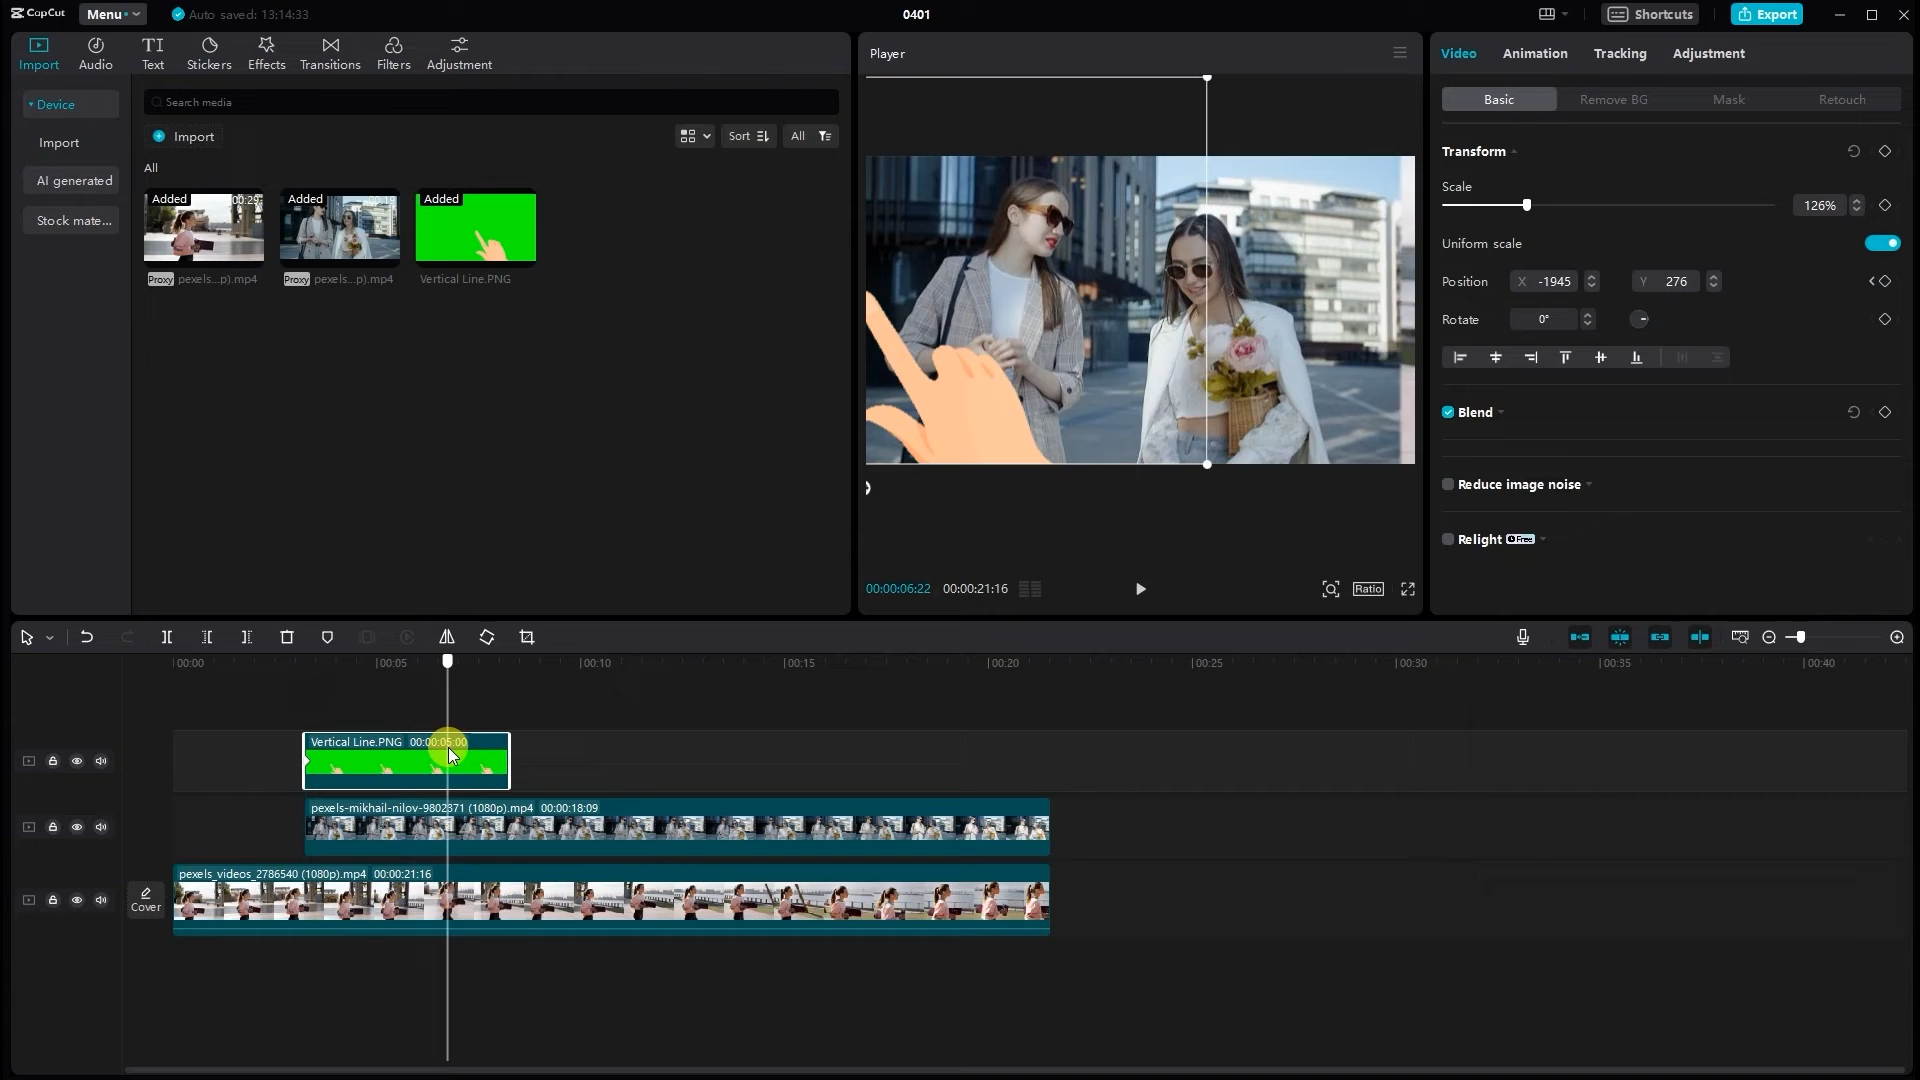 CapCut
Menu
Auto saved: 13:14:33
0401
Shortcuts
Export
Import
Audio
TI
Text
Stickers
Effects
Transitions
Filters
Adjustment
Player
Video
Animation
Tracking
Adjustment
Device
Import
AI generated
Stock mate...
Search media
Import
Sort
All
All
Added
00:29
Added
00:19
Added
Proxy pexels...p).mp4
Proxy pexels...p).mp4
Vertical Line.PNG
Basic
Remove BG
Mask
Retouch
Transform
Scale
126%
Uniform scale
Position
X -1945
Y 276
Rotate
0°
Blend
Reduce image noise
Relight Free
00:00:06:22
00:00:21:16
Ratio
00:00
00:05
00:10
00:15
00:20
00:25
00:30
00:35
00:40
Vertical Line.PNG 00:00:05:00
pexels-mikhail-nilov-9802371 (1080p).mp4 00:00:18:09
pexels_videos_2786540 (1080p).mp4 00:00:21:16
Cover